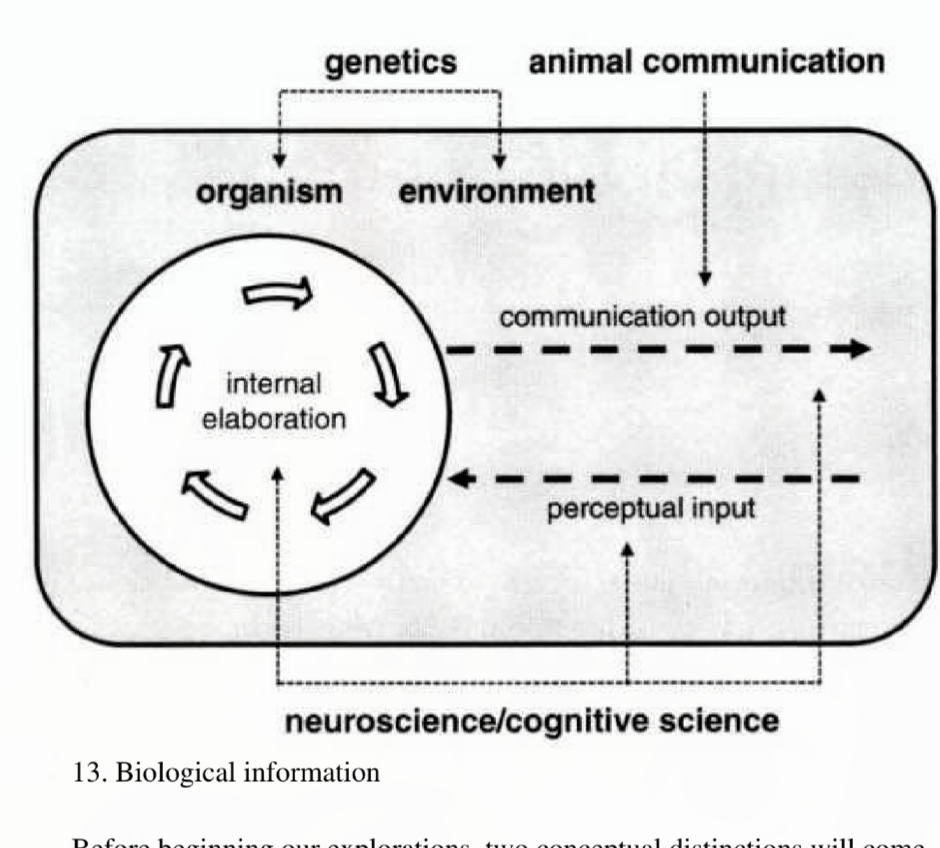 genetics animal communication
organism environment
communication output
internal
elaboration
perceptual input
neuroscience/cognitive science
13. Biological information
Before beginning our explorations, two conceptual distinctions will come